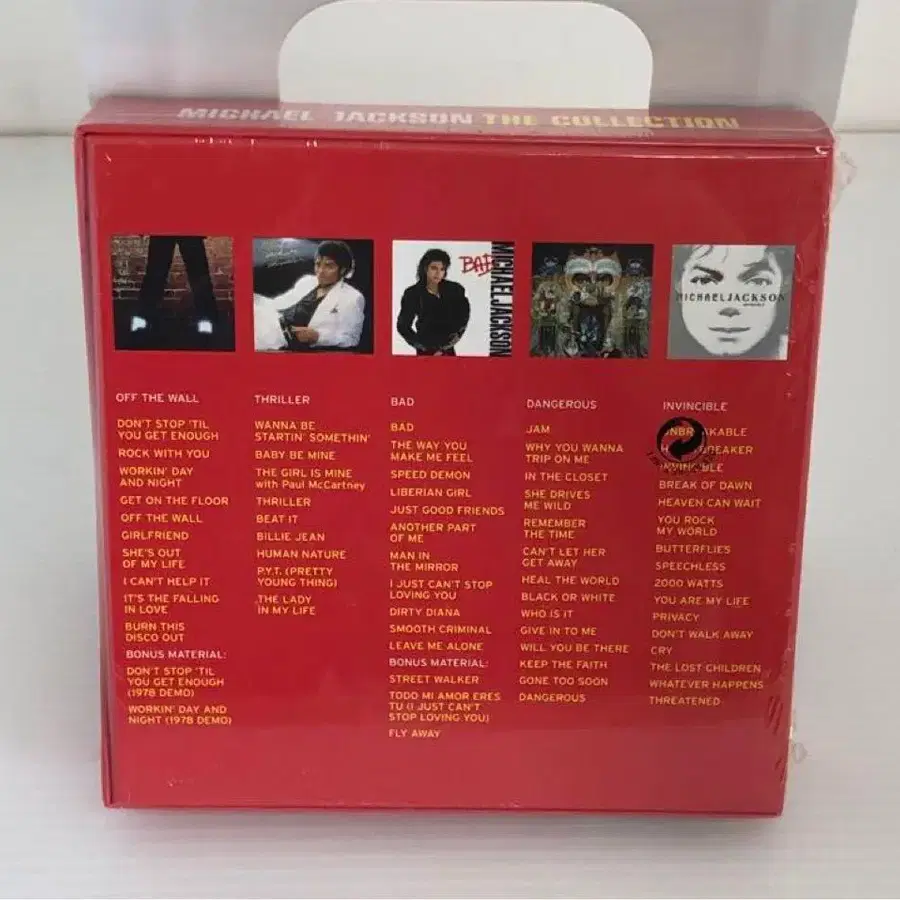 MICHAEL JACKSON THE COLLECTION
BAD
MICHAEL JACKSON
MICHAELJACKSON
OFF THE WALL
DON'T STOP 'TIL
YOU GET ENOUGH
ROCK WITH YOU
WORKIN' DAY
AND NIGHT
GET ON THE FLOOR
OFF THE WALL
GIRLFRIEND
SHE'S OUT
OF MY LIFE
I CAN'T HELP IT
IT'S THE FALLING
IN LOVE
BURN THIS
DISCO OUT
BONUS MATERIAL:
DON'T STOP 'TIL
YOU GET ENOUGH
(1978 DEMO)
WORKIN' DAY AND
NIGHT (1978 DEMO)
THRILLER
WANNA BE
STARTIN' SOMETHIN'
BABY BE MINE
THE GIRL IS MINE
with Paul McCartney
THRILLER
BEAT IT
BILLIE JEAN
HUMAN NATURE
P.Y.T. (PRETTY
YOUNG THING)
THE LADY
IN MY LIFE
BAD
BAD
THE WAY YOU
MAKE ME FEEL
SPEED DEMON
LIBERIAN GIRL
JUST GOOD FRIENDS
ANOTHER PART
OF ME
MAN IN
THE MIRROR
I JUST CAN'T STOP
LOVING YOU
DIRTY DIANA
SMOOTH CRIMINAL
LEAVE ME ALONE
BONUS MATERIAL:
STREET WALKER
TODO MI AMOR ERES
TU (I JUST CAN'T
STOP LOVING YOU)
FLY AWAY
DANGEROUS
JAM
WHY YOU WANNA
TRIP ON ME
IN THE CLOSET
SHE DRIVES
ME WILD
REMEMBER
THE TIME
CAN'T LET HER
GET AWAY
HEAL THE WORLD
BLACK OR WHITE
WHO IS IT
GIVE IN TO ME
WILL YOU BE THERE
KEEP THE FAITH
GONE TOO SOON
DANGEROUS
INVINCIBLE
INVINCIBLE
BREAK OF DAWN
HEAVEN CAN WAIT
YOU ROCK
MY WORLD
BUTTERFLIES
SPEECHLESS
2000 WATTS
YOU ARE MY LIFE
PRIVACY
DON'T WALK AWAY
CRY
THE LOST CHILDREN
WHATEVER HAPPENS
THREATENED